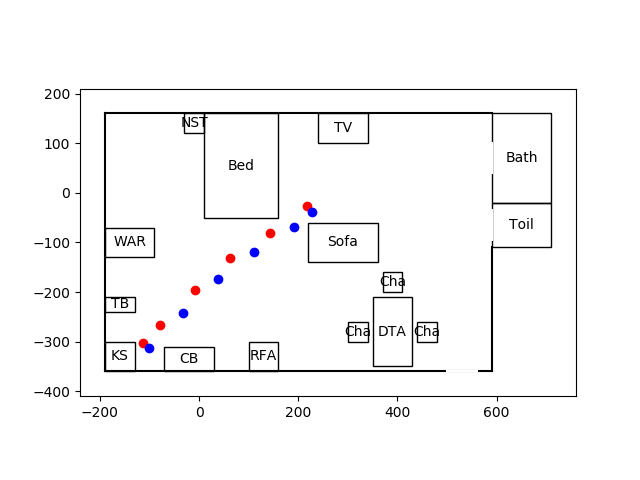 200
100
0
−100
−200
−300
−400
NST
TV
Bed
Bath
Toil
WAR
Sofa
Cha
TB
Cha
DTA
Cha
KS
CB
RFA
−200
0
200
400
600